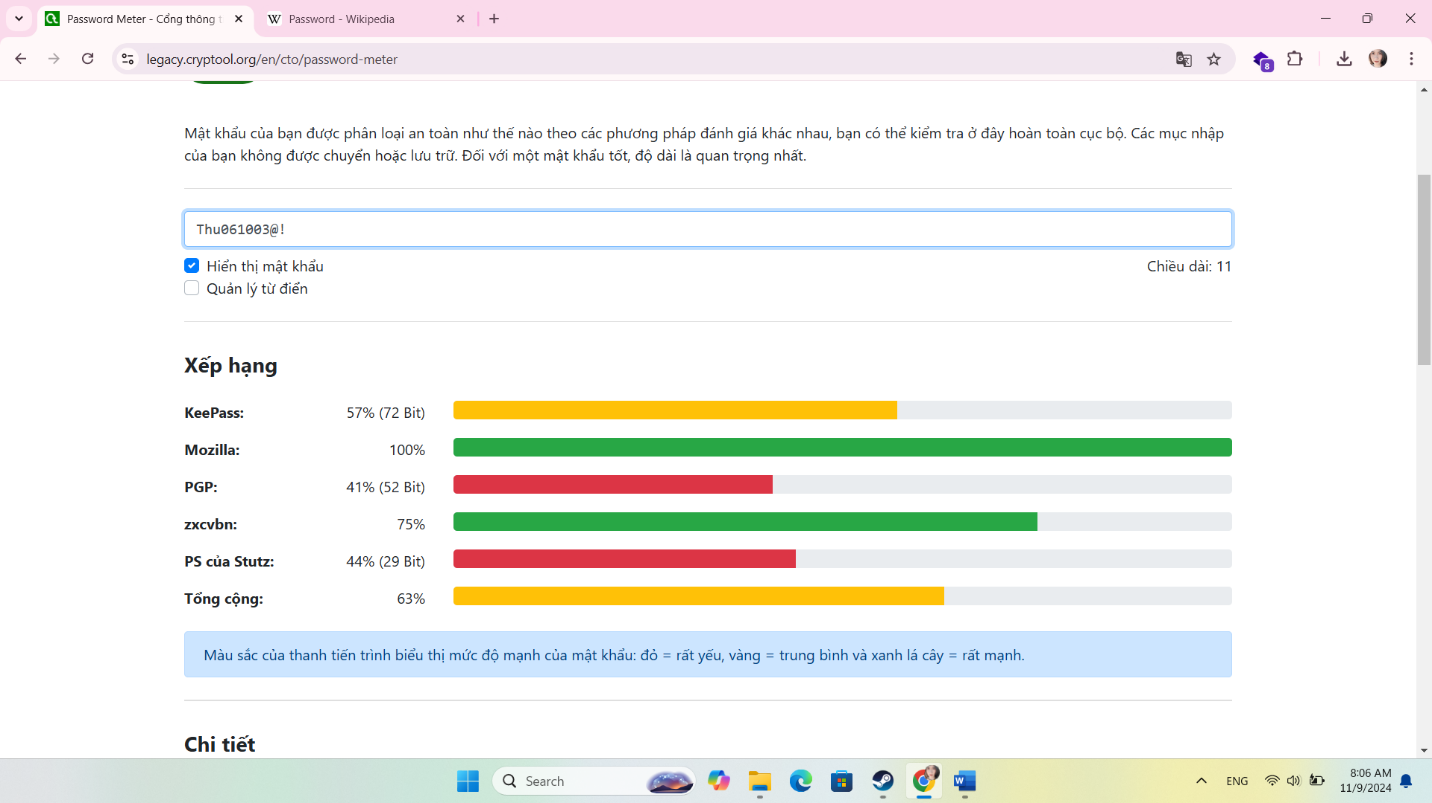 Password Meter - Cổng thông t
Password - Wikipedia
legacy.cryptool.org/en/cto/password-meter
8
Mật khẩu của bạn được phân loại an toàn như thế nào theo các phương pháp đánh giá khác nhau, bạn có thể kiểm tra ở đây hoàn toàn cục bộ. Các mục nhập
của bạn không được chuyển hoặc lưu trữ. Đối với một mật khẩu tốt, độ dài là quan trọng nhất.
Thu061003@!
Hiển thị mật khẩu Chiều dài: 11
Quản lý từ điển
Xếp hạng
KeePass: 57% (72 Bit)
Mozilla: 100%
PGP: 41% (52 Bit)
zxcvbn: 75%
PS của Stutz: 44% (29 Bit)
Tổng cộng: 63%
Màu sắc của thanh tiến trình biểu thị mức độ mạnh của mật khẩu: đỏ = rất yếu, vàng = trung bình và xanh lá cây = rất mạnh.
Chi tiết
Search
ENG
8:06 AM
11/9/2024